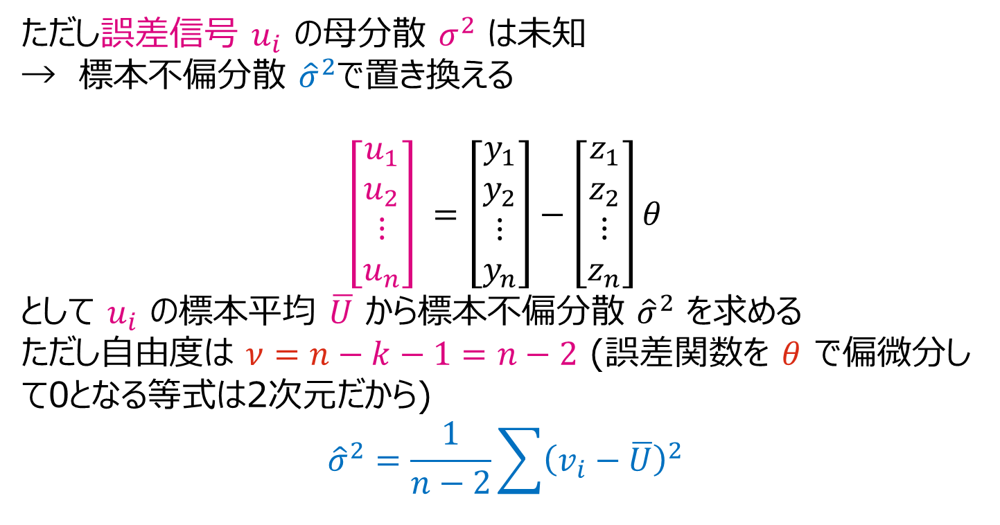 ただし誤差信号 u_i の母分散 σ² は未知
→ 標本不偏分散 σ̂²で置き換える
[u_1 u_2 ⋮ u_n] = [y_1 y_2 ⋮ y_n] − [z_1 z_2 ⋮ z_n] θ
として u_i の標本平均 U̅ から標本不偏分散 σ̂² を求める
ただし自由度は ν = n − k − 1 = n − 2 (誤差関数を θ で偏微分し
て0となる等式は2次元だから)
σ̂² = 1/(n − 2) ∑(v_i − U̅)²